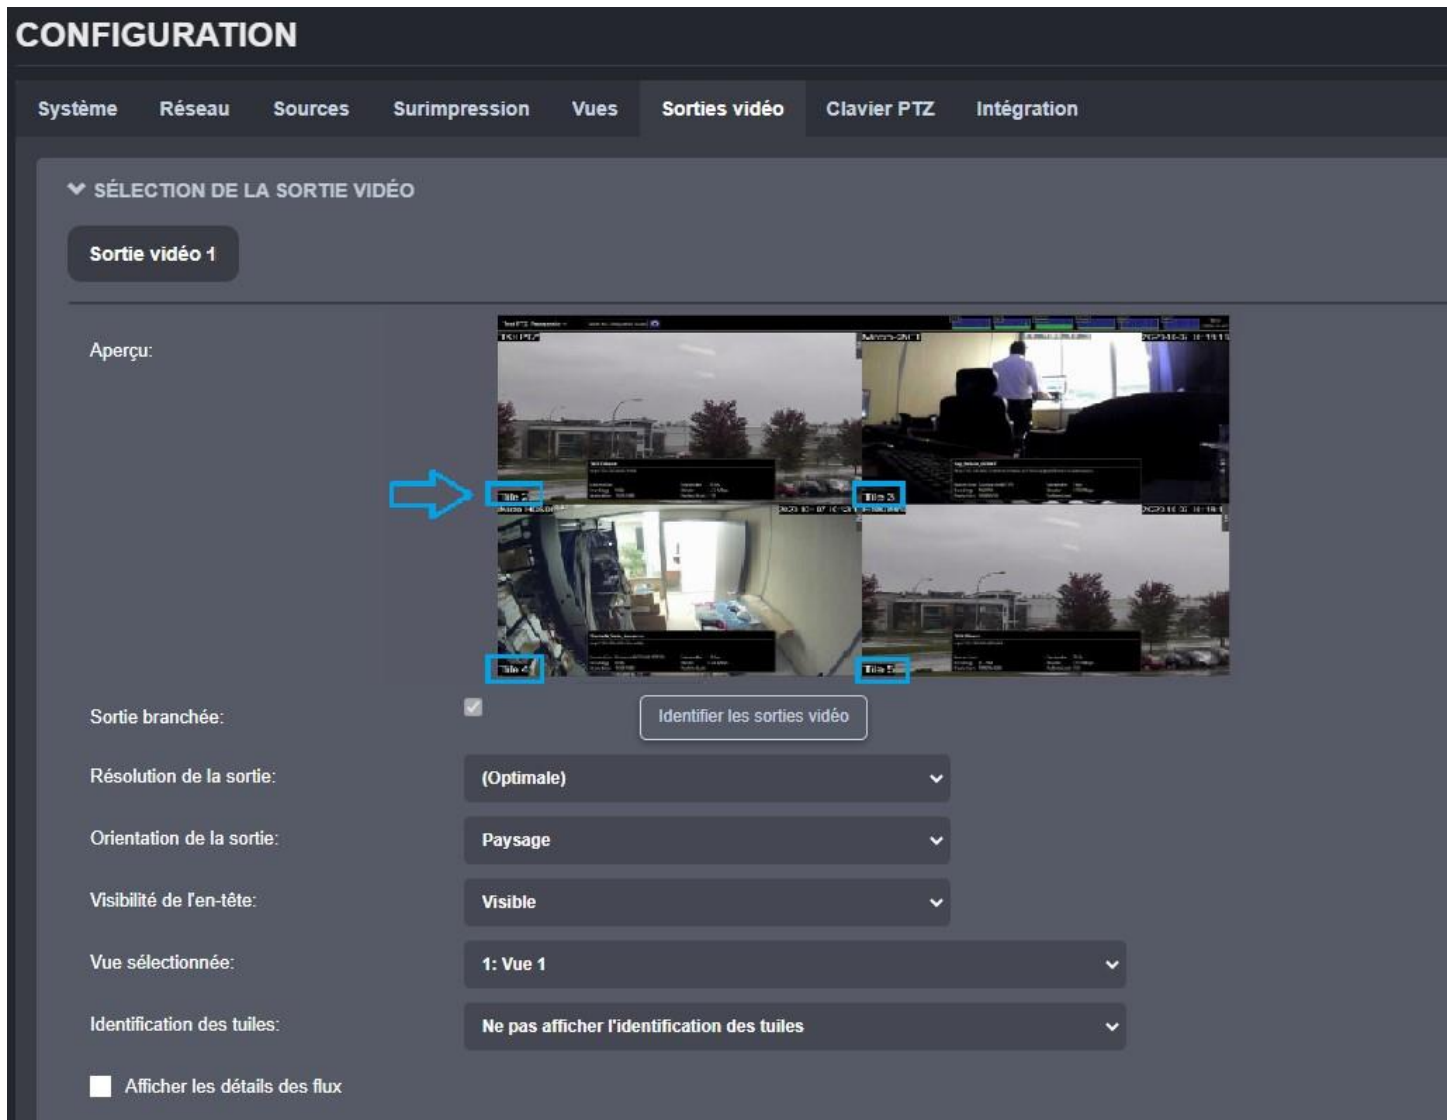 CONFIGURATION
Système Réseau Sources Surimpression Vues Sorties vidéo Clavier PTZ Intégration
SÉLECTION DE LA SORTIE VIDÉO
Sortie vidéo 1
Aperçu:
Tile 2
Tile 3
Tile 4
Tile 5
Sortie branchée:
Identifier les sorties vidéo
Résolution de la sortie:
(Optimale)
Orientation de la sortie:
Paysage
Visibilité de l'en-tête:
Visible
Vue sélectionnée:
1: Vue 1
Identification des tuiles:
Ne pas afficher l'identification des tuiles
Afficher les détails des flux